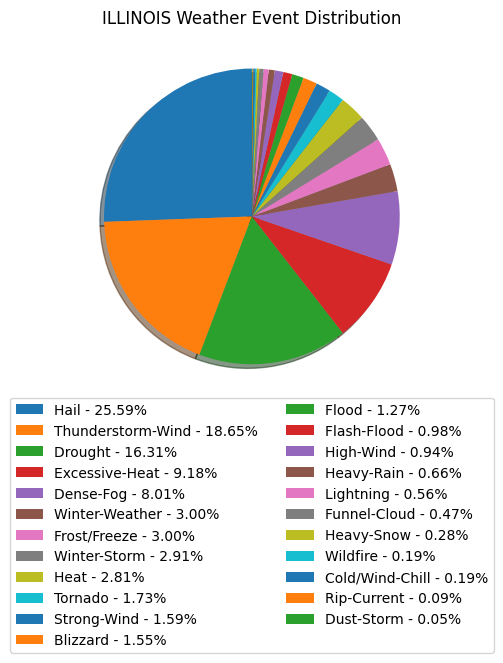 ILLINOIS Weather Event Distribution
Hail - 25.59%
Thunderstorm-Wind - 18.65%
Drought - 16.31%
Excessive-Heat - 9.18%
Dense-Fog - 8.01%
Winter-Weather - 3.00%
Frost/Freeze - 3.00%
Winter-Storm - 2.91%
Heat - 2.81%
Tornado - 1.73%
Strong-Wind - 1.59%
Blizzard - 1.55%
Flood - 1.27%
Flash-Flood - 0.98%
High-Wind - 0.94%
Heavy-Rain - 0.66%
Lightning - 0.56%
Funnel-Cloud - 0.47%
Heavy-Snow - 0.28%
Wildfire - 0.19%
Cold/Wind-Chill - 0.19%
Rip-Current - 0.09%
Dust-Storm - 0.05%